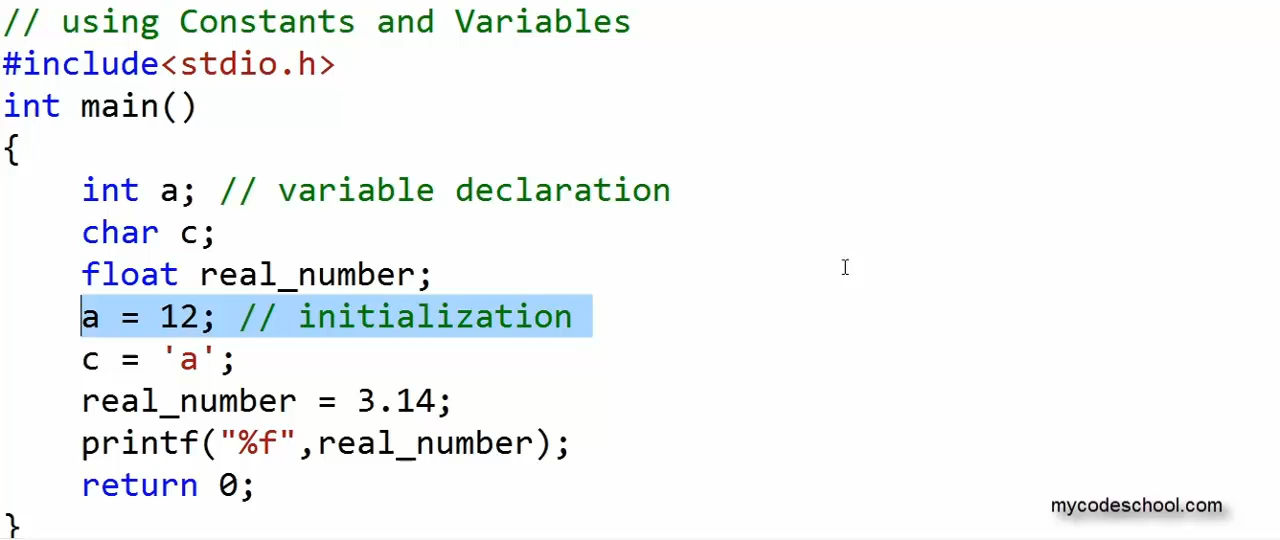 // using Constants and Variables
#include<stdio.h>
int main()
{
    int a; // variable declaration
    char c;
    float real_number;
    a = 12; // initialization
    c = 'a';
    real_number = 3.14;
    printf("%f",real_number);
    return 0;
}
mycodeschool.com